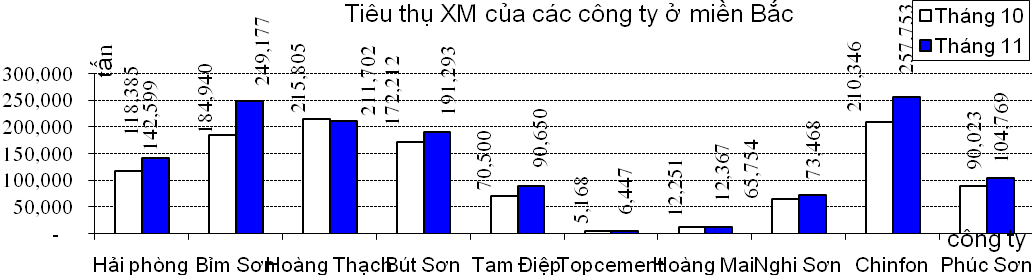 Tiêu thụ XM của các công ty ở miền Bắc
Tháng 10
Tháng 11
tấn
300,000
250,000
200,000
150,000
100,000
50,000
-
118,385
142,599
184,940
249,177
215,805
211,702
172,212
191,293
70,500
90,650
5,168
6,447
12,251
12,367
65,754
73,468
210,346
257,753
90,023
104,769
công ty
Hải phòng
Bỉm Sơn
Hoàng Thạch
Bút Sơn
Tam Điệp
Topcement
Hoàng Mai
Nghi Sơn
Chinfon
Phúc Sơn